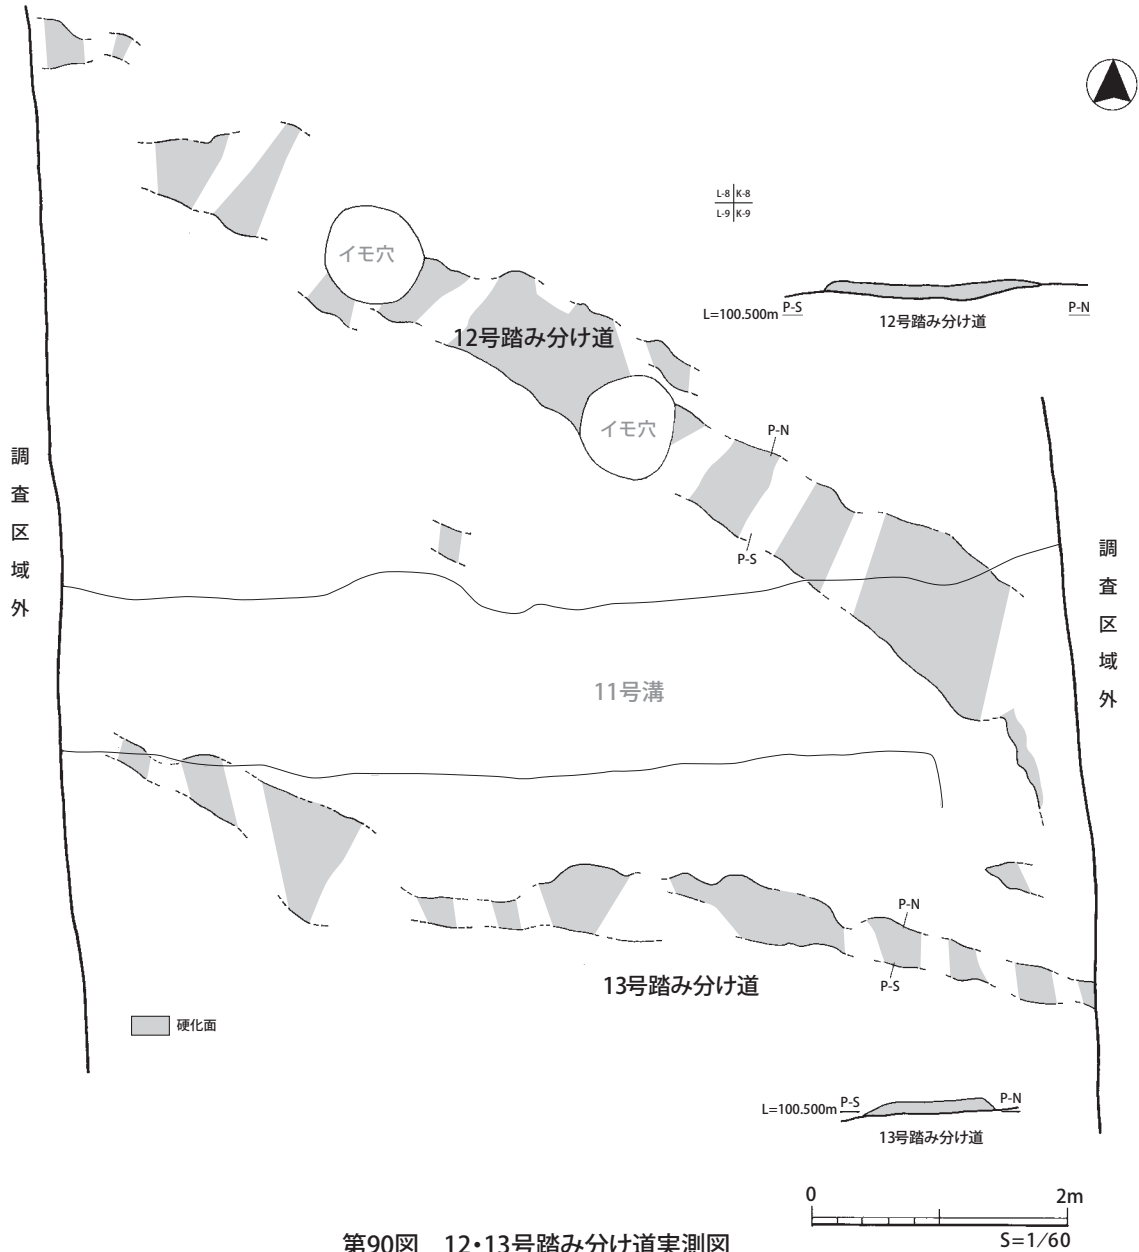 L-8 K-8
L-9 K-9
イモ穴
12号踏み分け道
L=100.500m P-S P-N
12号踏み分け道
イモ穴
P-N
P-S
調査区域外
調査区域外
11号溝
P-N
P-S
13号踏み分け道
硬化面
L=100.500m P-S P-N
13号踏み分け道
0 2m
S=1/60
第90図 12・13号踏み分け道実測図